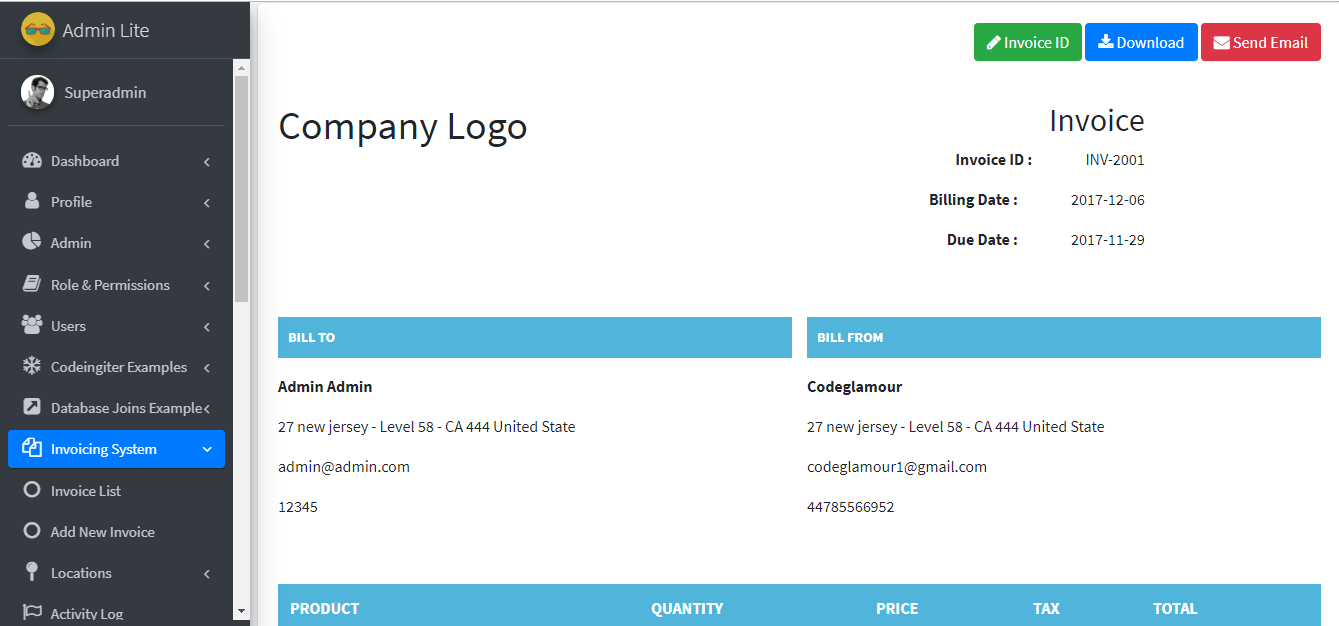 Admin Lite
Superadmin
Dashboard
Profile
Admin
Role & Permissions
Users
Codeingiter Examples
Database Joins Example
Invoicing System
Invoice List
Add New Invoice
Locations
Activity Log
Invoice ID Download Send Email
Company Logo
Invoice
Invoice ID : INV-2001
Billing Date : 2017-12-06
Due Date : 2017-11-29
BILL TO
Admin Admin
27 new jersey - Level 58 - CA 444 United State
admin@admin.com
12345
BILL FROM
Codeglamour
27 new jersey - Level 58 - CA 444 United State
codeglamour1@gmail.com
44785566952
PRODUCT QUANTITY PRICE TAX TOTAL